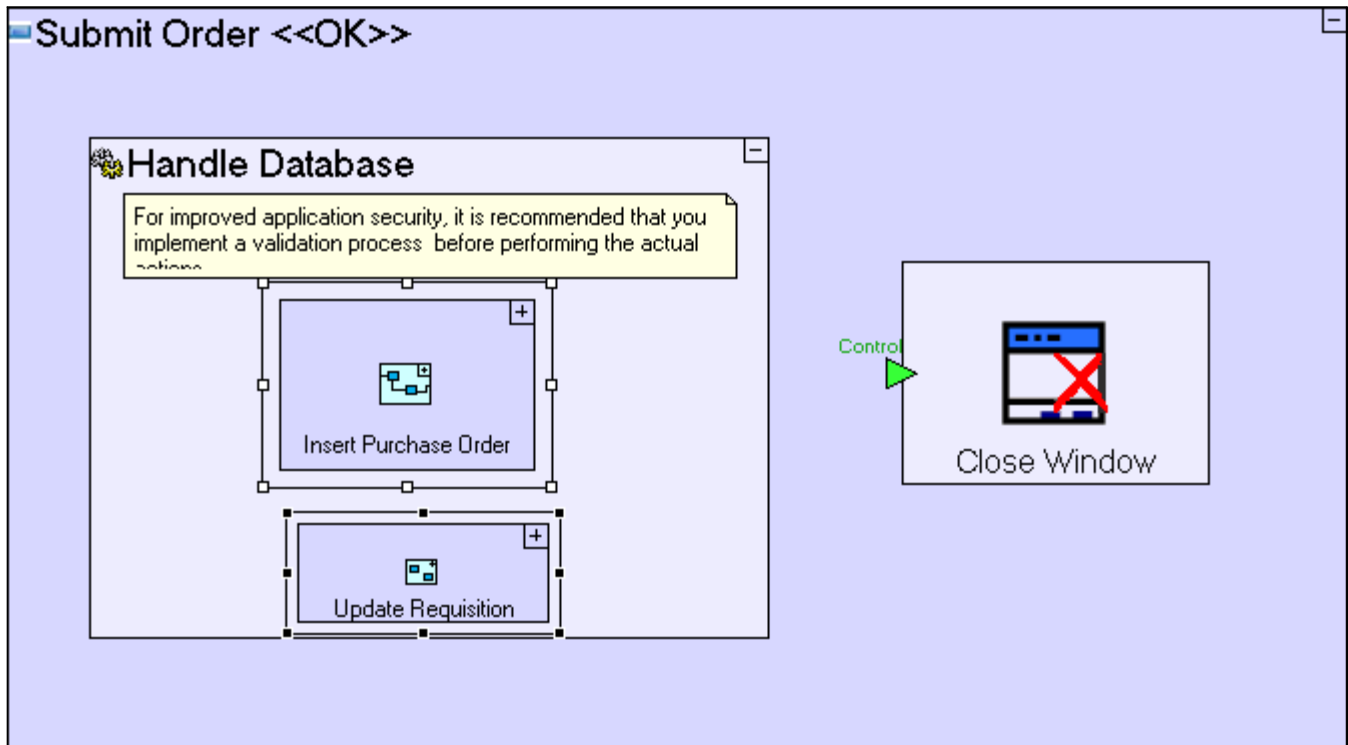 Submit Order <<OK>>
Handle Database
For improved application security, it is recommended that you
implement a validation process  before performing the actual
Insert Purchase Order
Update Requisition
Control
Close Window